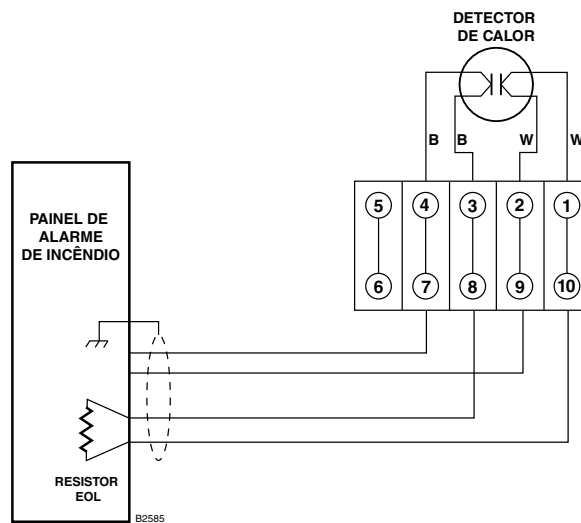 DETECTOR
DE CALOR
B B W W
5 4 3 2 1
6 7 8 9 10
PAINEL DE
ALARME
DE INCÊNDIO
RESISTOR
EOL
B2585